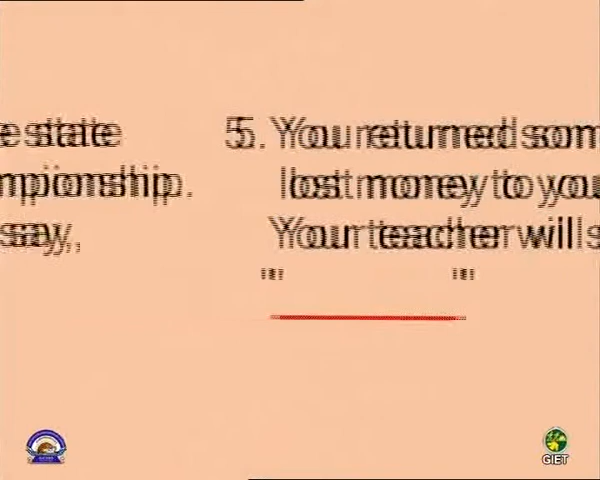 e state
mpionship.
say,
5. You returned som
lost money to you
Your teacher will s
" "
GIET